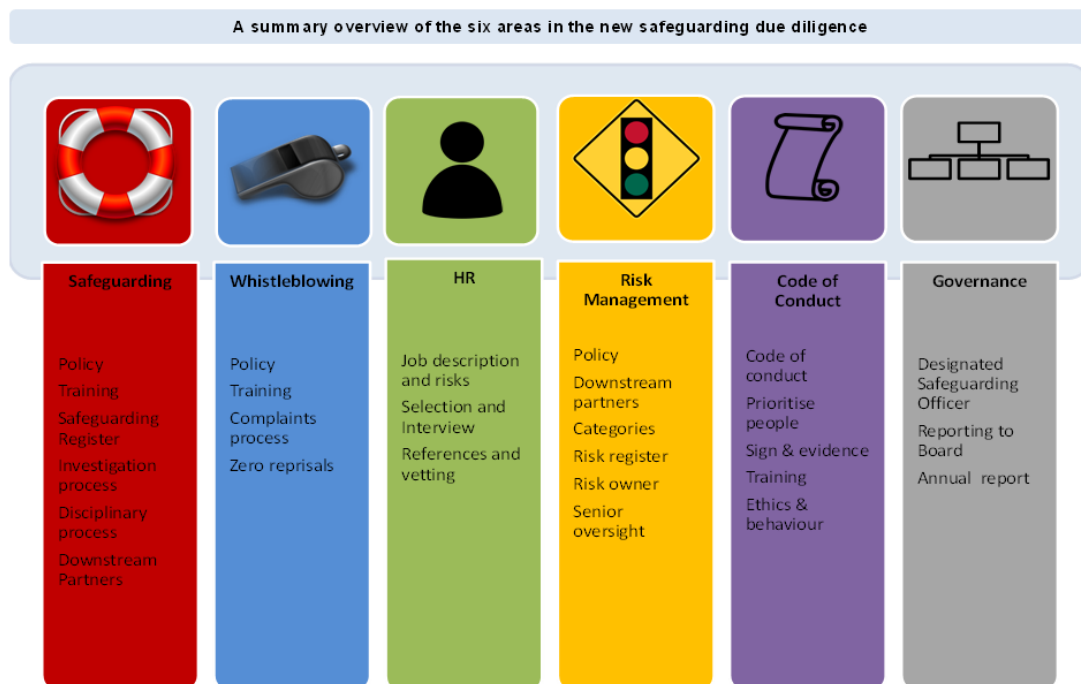 A summary overview of the six areas in the new safeguarding due diligence
Safeguarding
Policy
Training
Safeguarding
Register
Investigation
process
Disciplinary
process
Downstream
Partners
Whistleblowing
Policy
Training
Complaints
process
Zero reprisals
HR
Job description
and risks
Selection and
Interview
References and
vetting
Risk
Management
Policy
Downstream
partners
Categories
Risk register
Risk owner
Senior
oversight
Code of
Conduct
Code of
conduct
Prioritise
people
Sign & evidence
Training
Ethics &
behaviour
Governance
Designated
Safeguarding
Officer
Reporting to
Board
Annual report